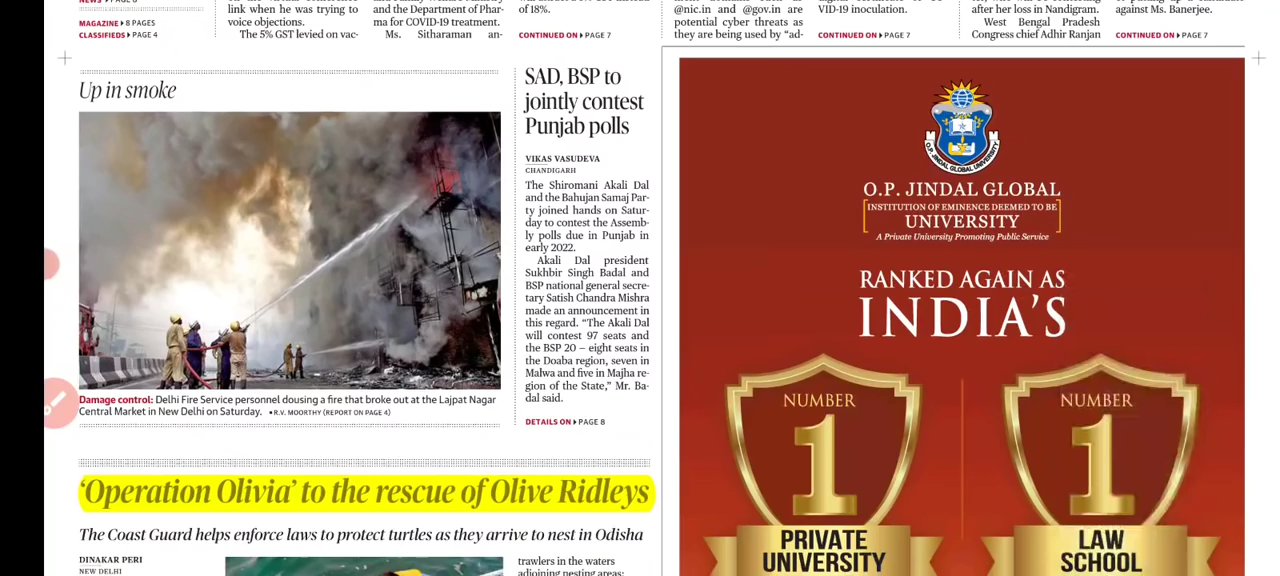 NEWS PAGE 6
MAGAZINE 8 PAGES
CLASSIFIEDS PAGE 4
link when he was trying to
voice objections.
The 5% GST levied on vac-
and the Department of Phar-
ma for COVID-19 treatment.
Ms. Sitharaman an-
of 18%.
CONTINUED ON PAGE 7
@nic.in and @gov.in are
potential cyber threats as
they are being used by “ad-
VID-19 inoculation.
CONTINUED ON PAGE 7
after her loss in Nandigram.
West Bengal Pradesh
Congress chief Adhir Ranjan
against Ms. Banerjee.
CONTINUED ON PAGE 7
Up in smoke
Damage control: Delhi Fire Service personnel dousing a fire that broke out at the Lajpat Nagar
Central Market in New Delhi on Saturday. • R.V. MOORTHY (REPORT ON PAGE 4)
SAD, BSP to
jointly contest
Punjab polls
VIKAS VASUDEVA
CHANDIGARH
The Shiromani Akali Dal
and the Bahujan Samaj Par-
ty joined hands on Satur-
day to contest the Assemb-
ly polls due in Punjab in
early 2022.
Akali Dal president
Sukhbir Singh Badal and
BSP national general secre-
tary Satish Chandra Mishra
made an announcement in
this regard. “The Akali Dal
will contest 97 seats and
the BSP 20 – eight seats in
the Doaba region, seven in
Malwa and five in Majha re-
gion of the State,” Mr. Ba-
dal said.
DETAILS ON PAGE 8
‘Operation Olivia’ to the rescue of Olive Ridleys
The Coast Guard helps enforce laws to protect turtles as they arrive to nest in Odisha
DINAKAR PERI
NEW DELHI
trawlers in the waters
adjoining nesting areas;
O.P. JINDAL GLOBAL UNIVERSITY
O.P. JINDAL GLOBAL
INSTITUTION OF EMINENCE DEEMED TO BE
UNIVERSITY
A Private University Promoting Public Service
RANKED AGAIN AS
INDIA’S
NUMBER
1
PRIVATE
UNIVERSITY
NUMBER
1
LAW
SCHOOL